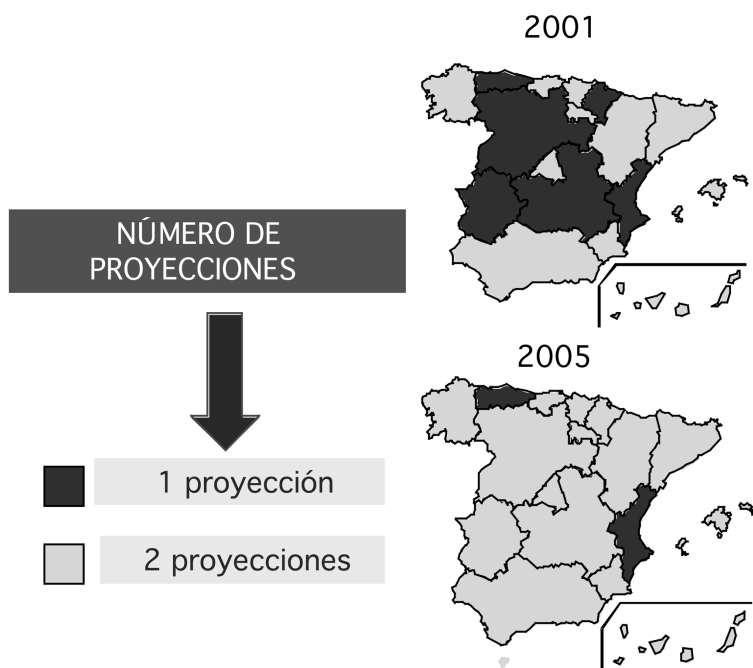 2001
NÚMERO DE
PROYECCIONES
2005
1 proyección
2 proyecciones